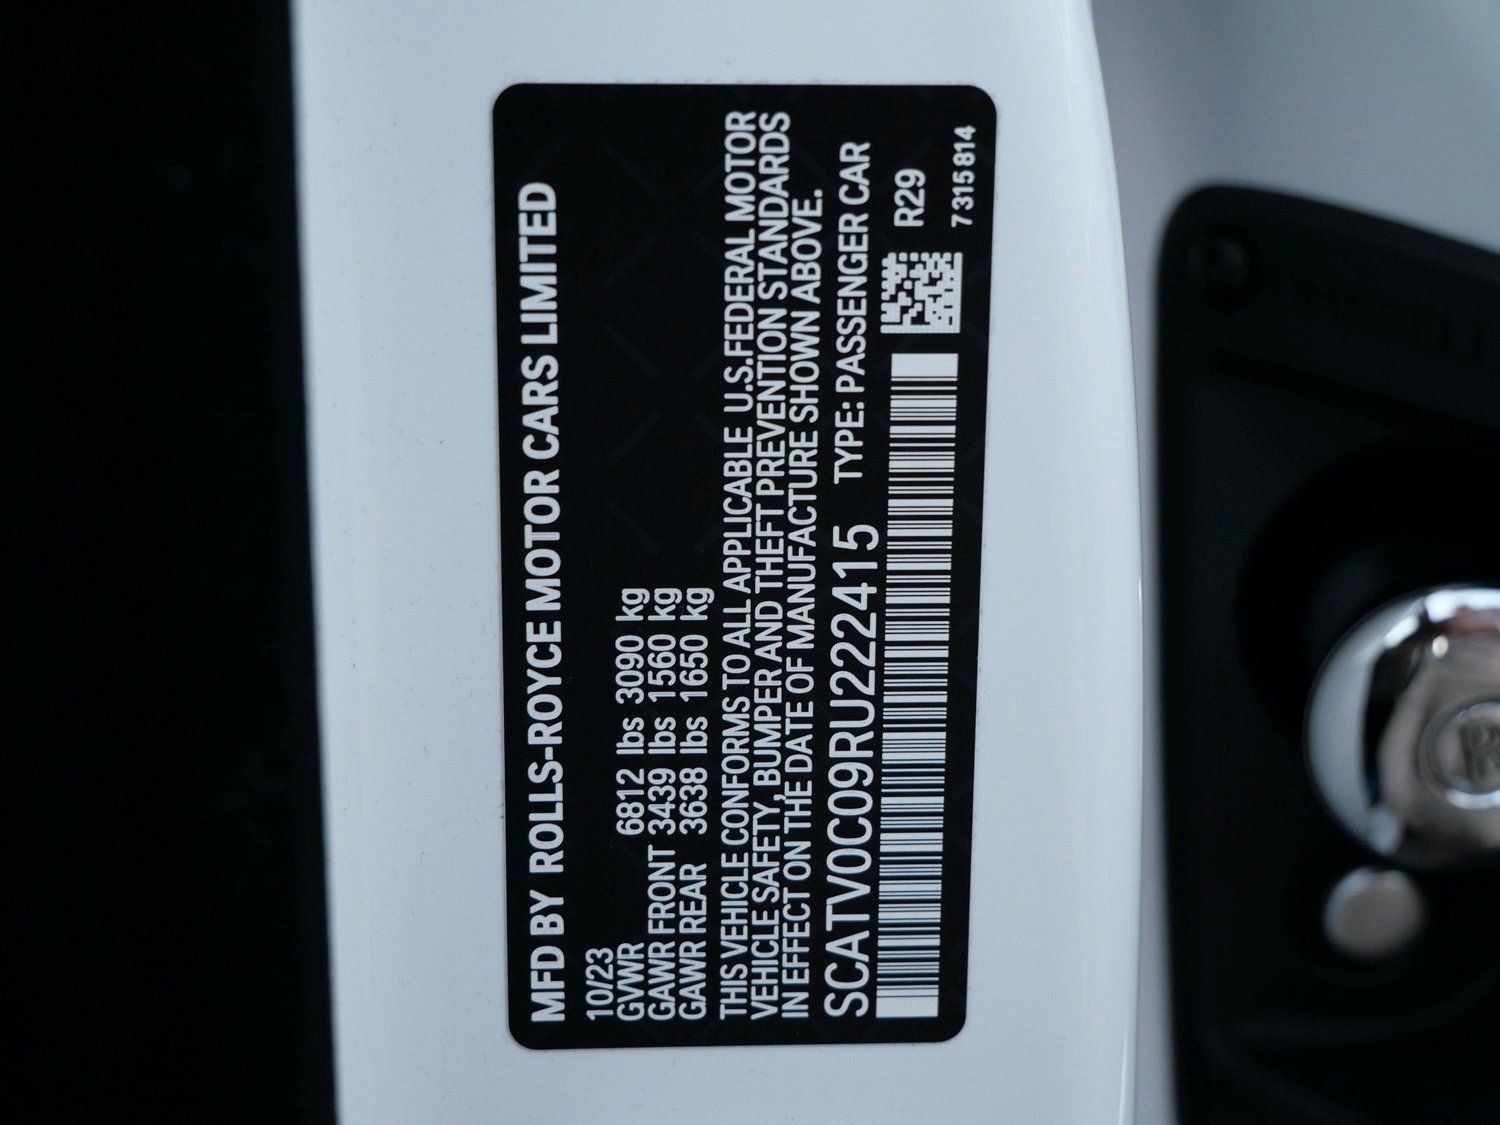 MFD BY ROLLS-ROYCE MOTOR CARS LIMITED
10/23
GVWR 6812 lbs 3090 kg
GAWR FRONT 3439 lbs 1560 kg
GAWR REAR 3638 lbs 1650 kg
THIS VEHICLE CONFORMS TO ALL APPLICABLE U.S.FEDERAL MOTOR
VEHICLE SAFETY, BUMPER AND THEFT PREVENTION STANDARDS
IN EFFECT ON THE DATE OF MANUFACTURE SHOWN ABOVE.
SCATV0C09RU222415 TYPE: PASSENGER CAR
R29
7 315 814
RR